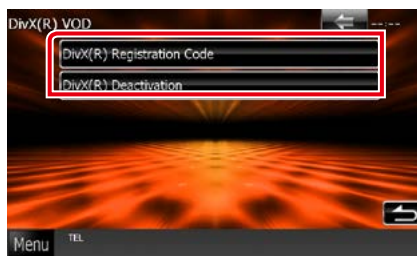 DivX(R) VOD --:--
DivX(R) Registration Code
DivX(R) Deactivation
Menu TEL